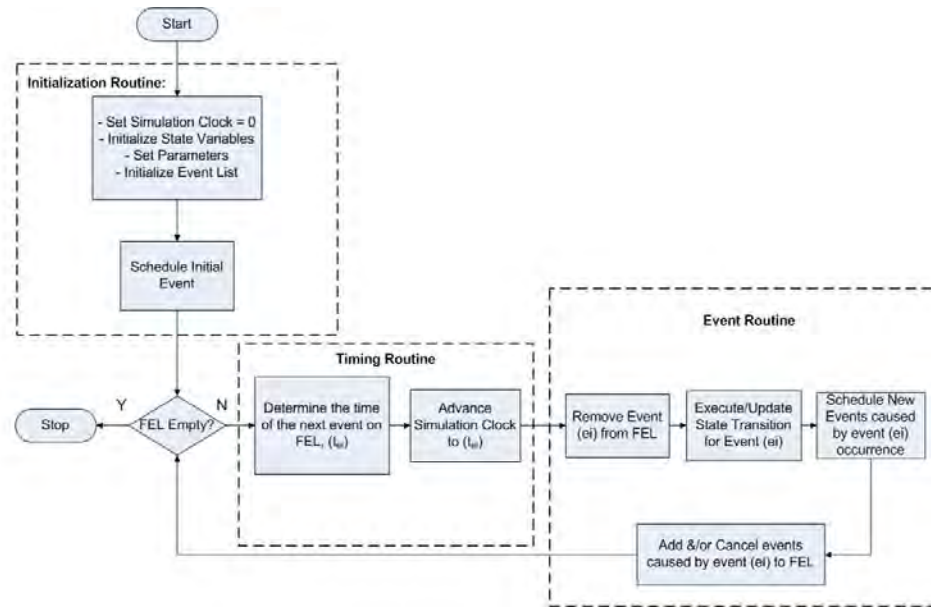 Start
Initialization Routine:
- Set Simulation Clock = 0
- Initialize State Variables
- Set Parameters
- Initialize Event List
Schedule Initial
Event
Stop
Y
FEL Empty?
N
Timing Routine
Determine the time
of the next event on
FEL, (tei)
Advance
Simulation Clock
to (tei)
Event Routine
Remove Event
(ei) from FEL
Execute/Update
State Transition
for Event (ei)
Schedule New
Events caused
by event (ei)
occurrence
Add &/or Cancel events
caused by event (ei) to FEL